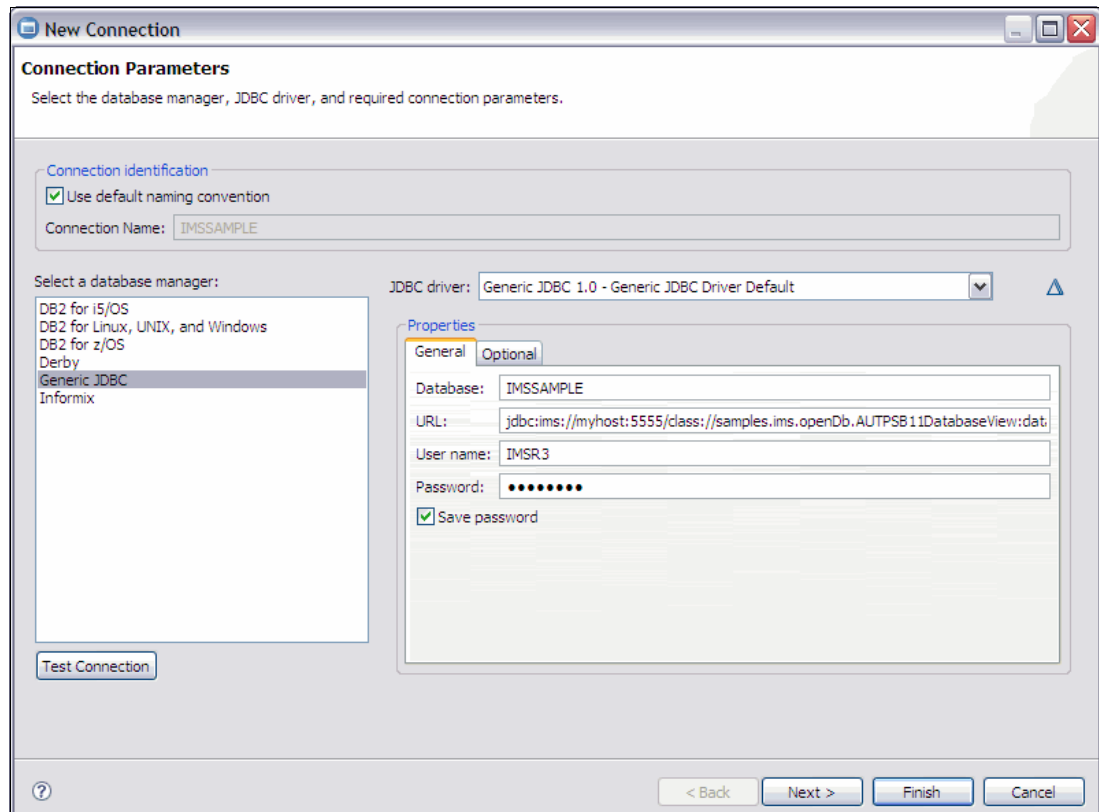 New Connection
Connection Parameters
Select the database manager, JDBC driver, and required connection parameters.
Connection identification
Use default naming convention
Connection Name: IMSSAMPLE
Select a database manager:
DB2 for i5/OS
DB2 for Linux, UNIX, and Windows
DB2 for z/OS
Derby
Generic JDBC
Informix
Test Connection
JDBC driver: Generic JDBC 1.0 - Generic JDBC Driver Default
Properties
General Optional
Database: IMSSAMPLE
URL: jdbc:ims://myhost:5555/class://samples.ims.openDb.AUTPSB11DatabaseView:dat
User name: IMSR3
Password: ••••••••
Save password
?
< Back Next > Finish Cancel